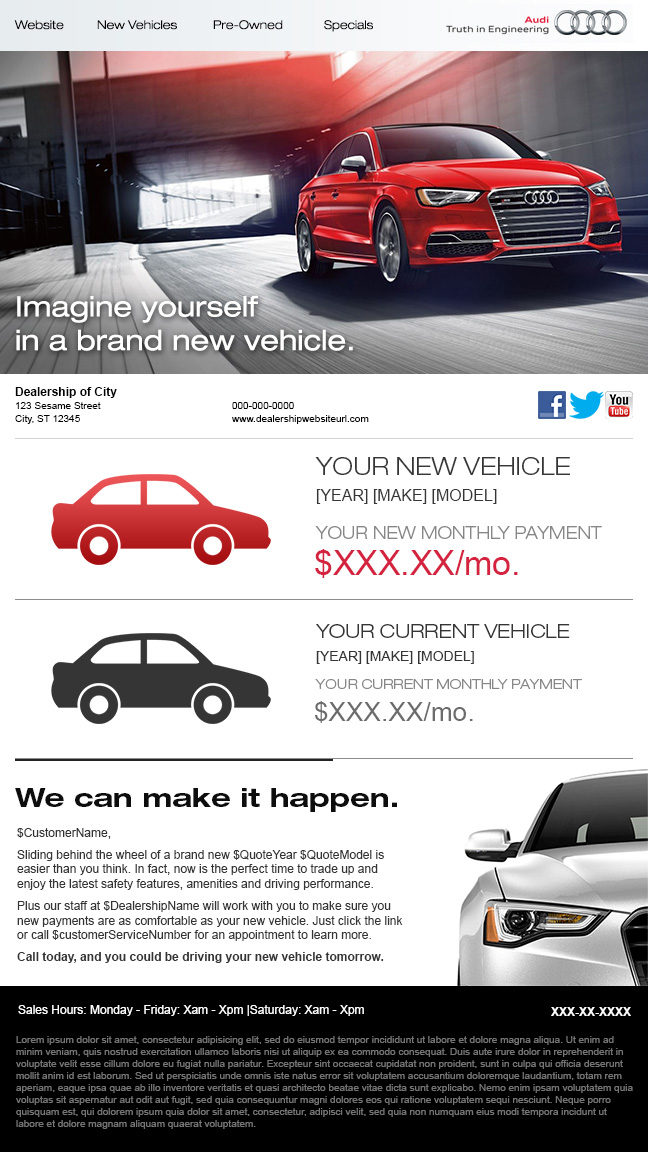 Website New Vehicles Pre-Owned Specials
Audi
Truth in Engineering
Imagine yourself
in a brand new vehicle.
Dealership of City
123 Sesame Street
City, ST 12345
000-000-0000
www.dealershipwebsiteurl.com
f
You
Tube
YOUR NEW VEHICLE
[YEAR] [MAKE] [MODEL]
YOUR NEW MONTHLY PAYMENT
$XXX.XX/mo.
YOUR CURRENT VEHICLE
[YEAR] [MAKE] [MODEL]
YOUR CURRENT MONTHLY PAYMENT
$XXX.XX/mo.
We can make it happen.
$CustomerName,
Sliding behind the wheel of a brand new $QuoteYear $QuoteModel is
easier than you think. In fact, now is the perfect time to trade up and
enjoy the latest safety features, amenities and driving performance.
Plus our staff at $DealershipName will work with you to make sure you
new payments are as comfortable as your new vehicle. Just click the link
or call $customerServiceNumber for an appointment to learn more.
Call today, and you could be driving your new vehicle tomorrow.
Sales Hours: Monday - Friday: Xam - Xpm |Saturday: Xam - Xpm
XXX-XX-XXXX
Lorem ipsum dolor sit amet, consectetur adipisicing elit, sed do eiusmod tempor incididunt ut labore et dolore magna aliqua. Ut enim ad
minim veniam, quis nostrud exercitation ullamco laboris nisi ut aliquip ex ea commodo consequat. Duis aute irure dolor in reprehenderit in
voluptate velit esse cillum dolore eu fugiat nulla pariatur. Excepteur sint occaecat cupidatat non proident, sunt in culpa qui officia deserunt
mollit anim id est laborum. Sed ut perspiciatis unde omnis iste natus error sit voluptatem accusantium doloremque laudantium, totam rem
aperiam, eaque ipsa quae ab illo inventore veritatis et quasi architecto beatae vitae dicta sunt explicabo. Nemo enim ipsam voluptatem quia
voluptas sit aspernatur aut odit aut fugit, sed quia consequuntur magni dolores eos qui ratione voluptatem sequi nesciunt. Neque porro
quisquam est, qui dolorem ipsum quia dolor sit amet, consectetur, adipisci velit, sed quia non numquam eius modi tempora incidunt ut
labore et dolore magnam aliquam quaerat voluptatem.